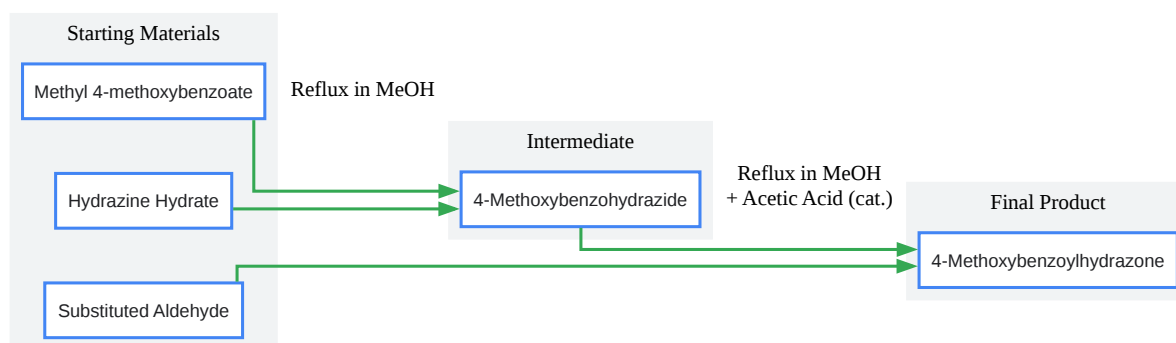 Starting Materials
Methyl 4-methoxybenzoate
Reflux in MeOH
Hydrazine Hydrate
Substituted Aldehyde
Intermediate
4-Methoxybenzohydrazide
Reflux in MeOH
+ Acetic Acid (cat.)
Final Product
4-Methoxybenzoylhydrazone